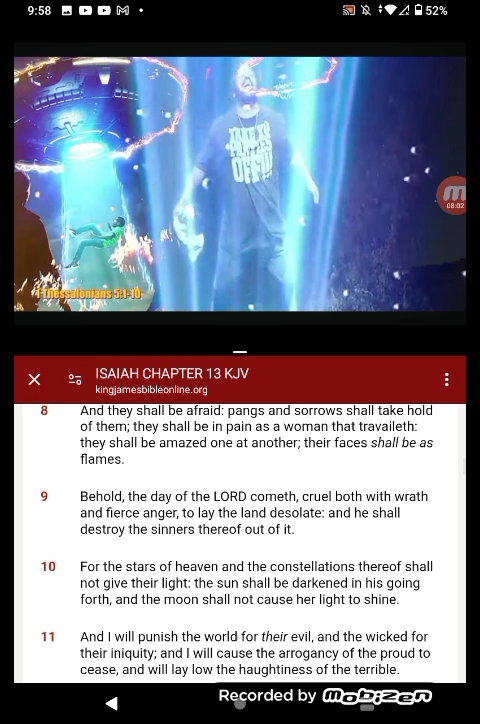 9:58
52%
TAKE YO
PAMPERS
OFF!!
08:02
1 Thessalonians 5:1-10
ISAIAH CHAPTER 13 KJV
kingjamesbibleonline.org
8 And they shall be afraid: pangs and sorrows shall take hold
of them; they shall be in pain as a woman that travaileth:
they shall be amazed one at another; their faces shall be as
flames.
9 Behold, the day of the LORD cometh, cruel both with wrath
and fierce anger, to lay the land desolate: and he shall
destroy the sinners thereof out of it.
10 For the stars of heaven and the constellations thereof shall
not give their light: the sun shall be darkened in his going
forth, and the moon shall not cause her light to shine.
11 And I will punish the world for their evil, and the wicked for
their iniquity; and I will cause the arrogancy of the proud to
cease, and will lay low the haughtiness of the terrible.
Recorded by mobizen